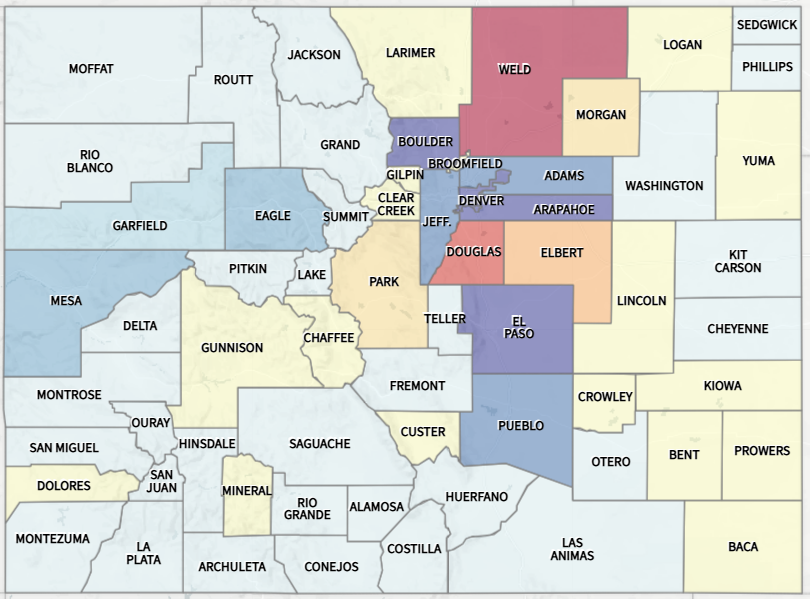 SEDGWICK
JACKSON
LARIMER
LOGAN
MOFFAT
ROUTT
WELD
PHILLIPS
MORGAN
GRAND
BOULDER
RIO
BLANCO
BROOMFIELD
YUMA
GILPIN
ADAMS
WASHINGTON
CLEAR
CREEK
DENVER
ARAPAHOE
EAGLE
SUMMIT
JEFF.
GARFIELD
DOUGLAS
ELBERT
KIT
CARSON
PITKIN
LAKE
PARK
MESA
LINCOLN
DELTA
TELLER
EL
PASO
CHEYENNE
GUNNISON
CHAFFEE
FREMONT
KIOWA
MONTROSE
CROWLEY
OURAY
PUEBLO
CUSTER
SAN MIGUEL
HINSDALE
SAGUACHE
PROWERS
BENT
OTERO
DOLORES
SAN
JUAN
MINERAL
RIO
GRANDE
ALAMOSA
HUERFANO
MONTEZUMA
LA
PLATA
COSTILLA
LAS
ANIMAS
BACA
ARCHULETA
CONEJOS